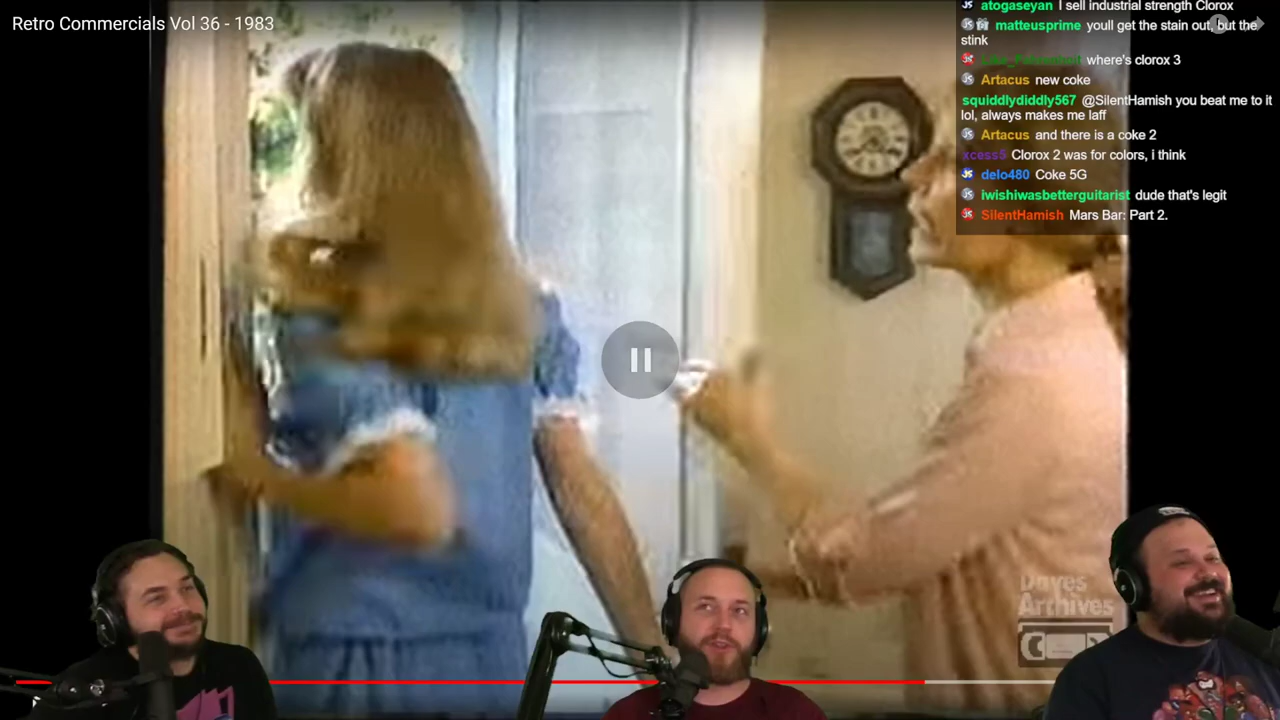 Retro Commercials Vol 36 - 1983
atogaseyan I sell industrial strength Clorox
matteusprime youll get the stain out, but the
stink
where's clorox 3
Artacus new coke
squiddlydiddly567 @SilentHamish you beat me to it
lol, always makes me laff
Artacus and there is a coke 2
xcess5 Clorox 2 was for colors, i think
delo480 Coke 5G
iwishiwasbetterguitarist dude that's legit
SilentHamish Mars Bar: Part 2.
Daves
Archives